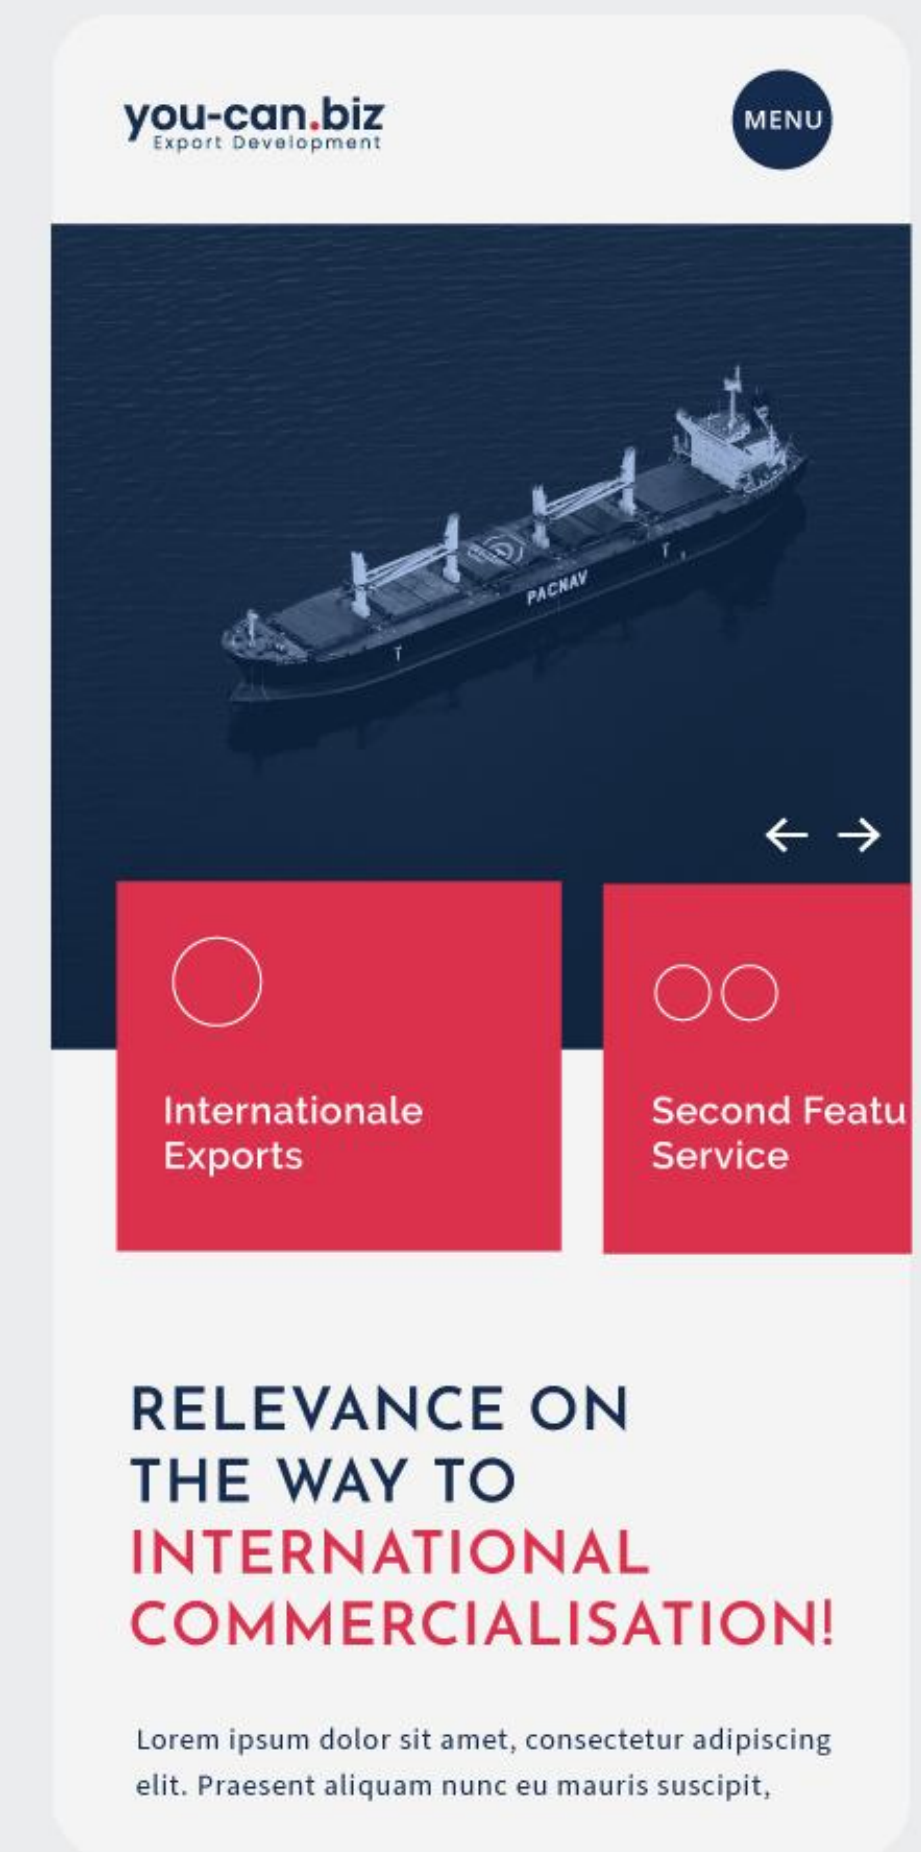 you-can.biz
Export Development
MENU
PACNAV
Internationale
Exports
Second Featu
Service
RELEVANCE ON
THE WAY TO
INTERNATIONAL
COMMERCIALISATION!
Lorem ipsum dolor sit amet, consectetur adipiscing
elit. Praesent aliquam nunc eu mauris suscipit,